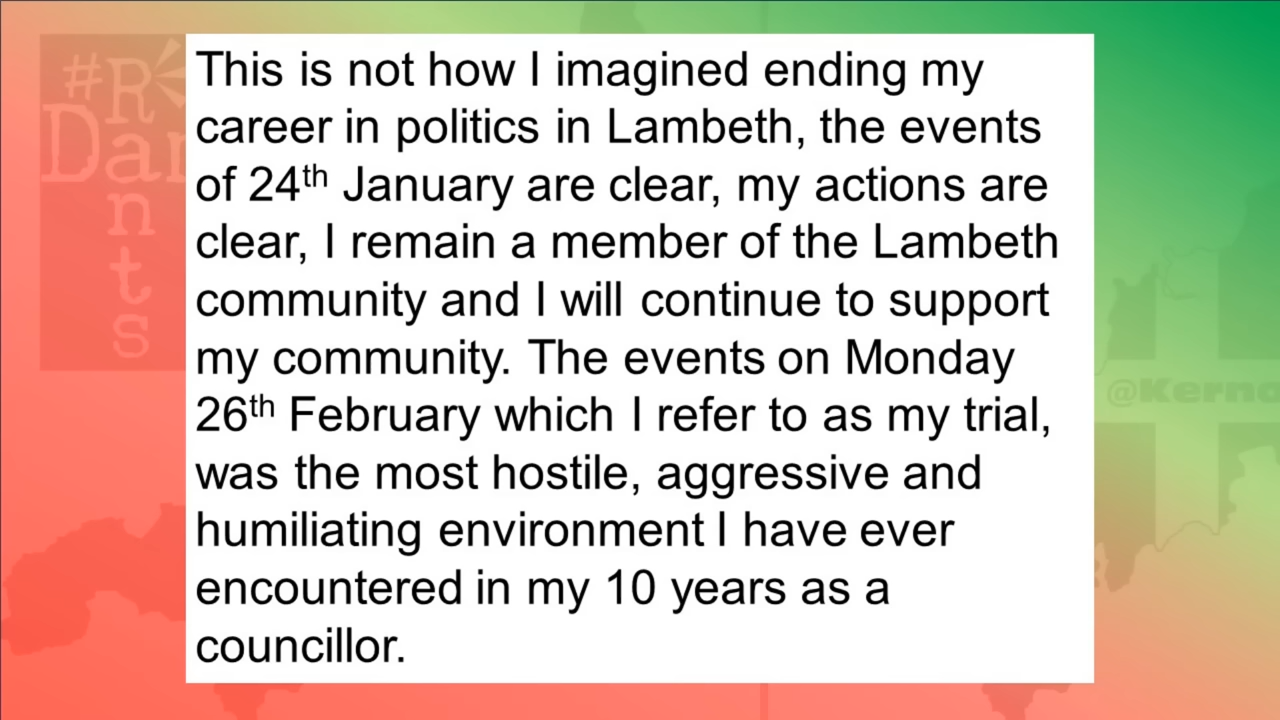 #R
Dan
n
t
s
This is not how I imagined ending my
career in politics in Lambeth, the events
of 24th January are clear, my actions are
clear, I remain a member of the Lambeth
community and I will continue to support
my community. The events on Monday
26th February which I refer to as my trial,
was the most hostile, aggressive and
humiliating environment I have ever
encountered in my 10 years as a
councillor.
@Kerno